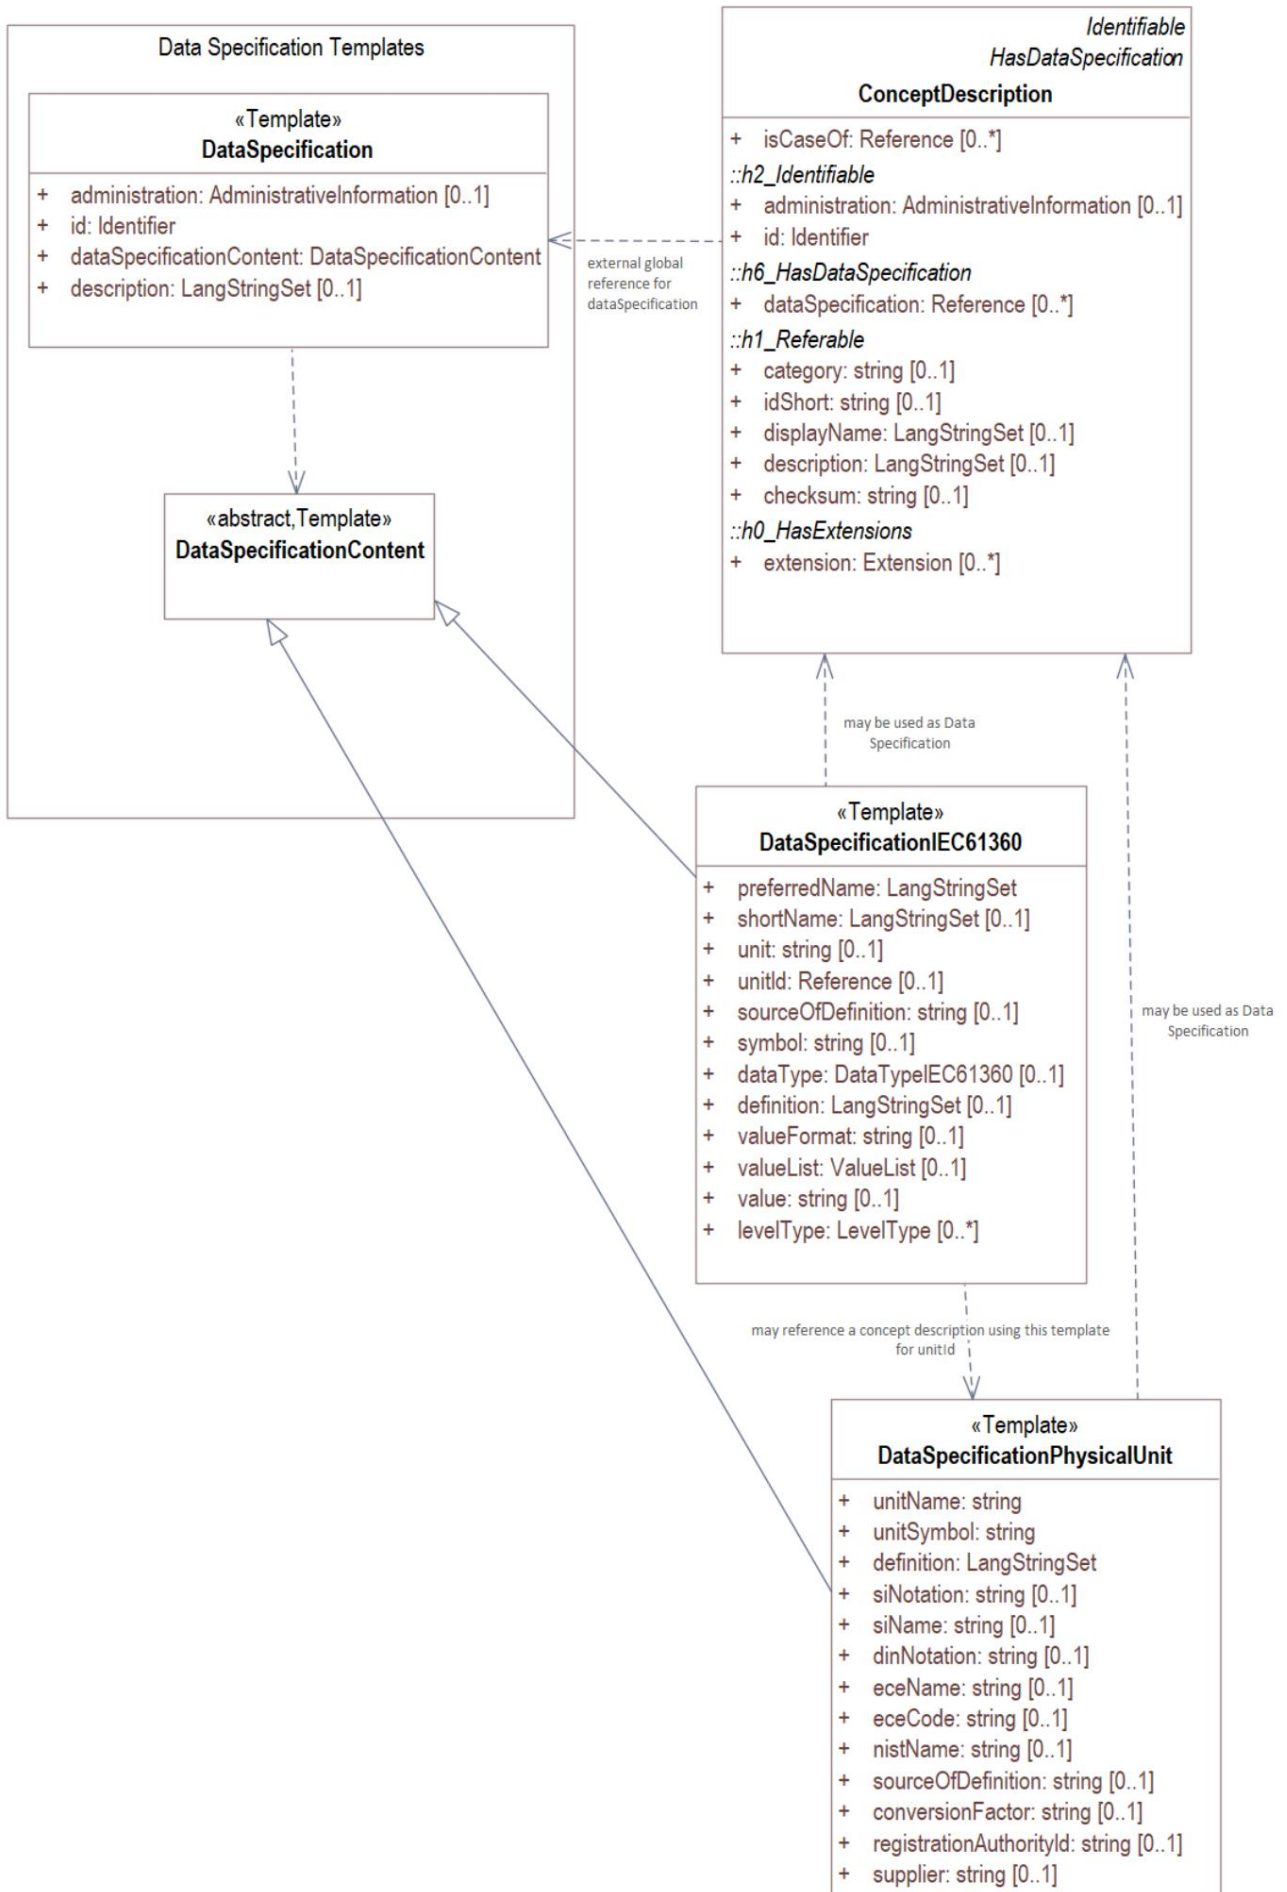 Data Specification Templates
«Template»
DataSpecification
+ administration: AdministrativeInformation [0..1]
+ id: Identifier
+ dataSpecificationContent: DataSpecificationContent
+ description: LangStringSet [0..1]
«abstract,Template»
DataSpecificationContent
external global
reference for
dataSpecification
Identifiable
HasDataSpecification
ConceptDescription
+ isCaseOf: Reference [0..*]
::h2_Identifiable
+ administration: AdministrativeInformation [0..1]
+ id: Identifier
::h6_HasDataSpecification
+ dataSpecification: Reference [0..*]
::h1_Referable
+ category: string [0..1]
+ idShort: string [0..1]
+ displayName: LangStringSet [0..1]
+ description: LangStringSet [0..1]
+ checksum: string [0..1]
::h0_HasExtensions
+ extension: Extension [0..*]
may be used as Data
Specification
«Template»
DataSpecificationIEC61360
+ preferredName: LangStringSet
+ shortName: LangStringSet [0..1]
+ unit: string [0..1]
+ unitId: Reference [0..1]
+ sourceOfDefinition: string [0..1]
+ symbol: string [0..1]
+ dataType: DataTypeIEC61360 [0..1]
+ definition: LangStringSet [0..1]
+ valueFormat: string [0..1]
+ valueList: ValueList [0..1]
+ value: string [0..1]
+ levelType: LevelType [0..*]
may be used as Data
Specification
may reference a concept description using this template
for unitId
«Template»
DataSpecificationPhysicalUnit
+ unitName: string
+ unitSymbol: string
+ definition: LangStringSet
+ siNotation: string [0..1]
+ siName: string [0..1]
+ dinNotation: string [0..1]
+ eceName: string [0..1]
+ eceCode: string [0..1]
+ nistName: string [0..1]
+ sourceOfDefinition: string [0..1]
+ conversionFactor: string [0..1]
+ registrationAuthorityId: string [0..1]
+ supplier: string [0..1]